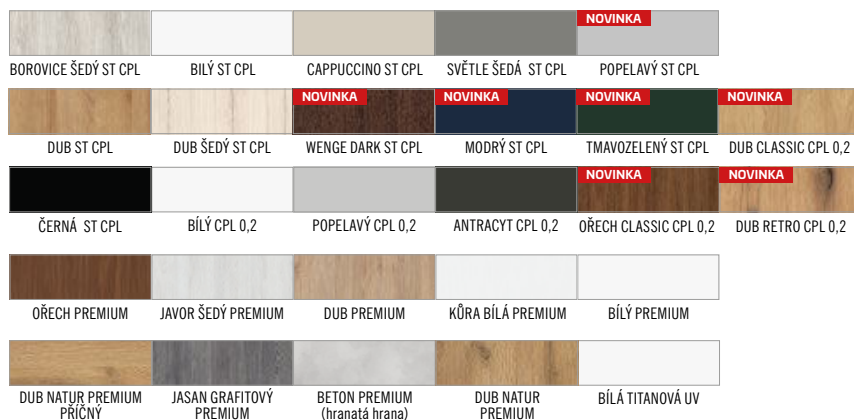 NOVINKA
BOROVICE ŠEDÝ ST CPL BILÝ ST CPL CAPPUCCINO ST CPL SVĚTLE ŠEDÁ ST CPL POPELAVÝ ST CPL
NOVINKA NOVINKA NOVINKA NOVINKA
DUB ST CPL DUB ŠEDÝ ST CPL WENGE DARK ST CPL MODRÝ ST CPL TMAVOZELENÝ ST CPL DUB CLASSIC CPL 0,2
NOVINKA NOVINKA
ČERNÁ ST CPL BÍLÝ CPL 0,2 POPELAVÝ CPL 0,2 ANTRACYT CPL 0,2 OŘECH CLASSIC CPL 0,2 DUB RETRO CPL 0,2
OŘECH PREMIUM JAVOR ŠEDÝ PREMIUM DUB PREMIUM KŮRA BÍLÁ PREMIUM BÍLÝ PREMIUM
DUB NATUR PREMIUM JASAN GRAFITOVÝ BETON PREMIUM DUB NATUR BÍLÁ TITANOVÁ UV
PŘÍČNÝ PREMIUM (hranatá hrana) PREMIUM